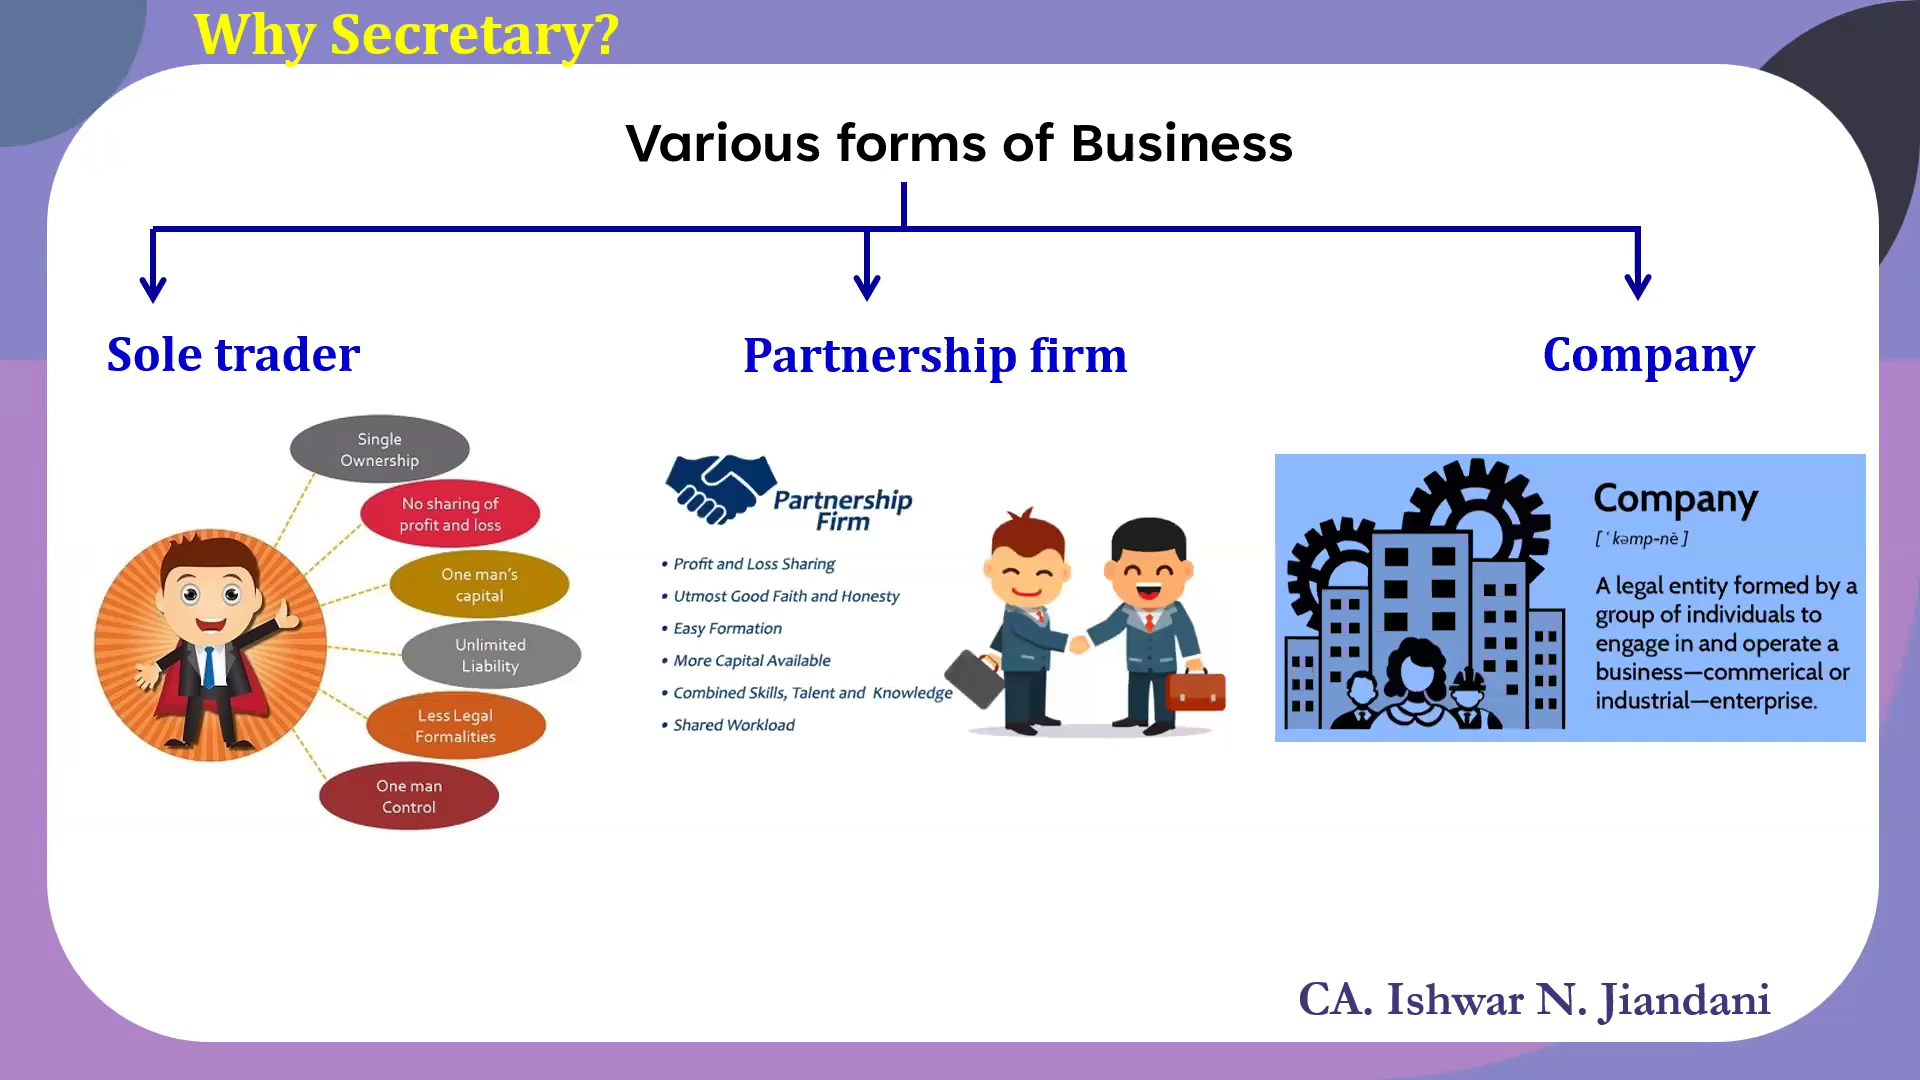 Why Secretary?
Various forms of Business
Sole trader
Partnership firm
Company
Single
Ownership
No sharing of
profit and loss
One man's
capital
Unlimited
Liability
Less Legal
Formalities
One man
Control
Partnership
Firm
• Profit and Loss Sharing
• Utmost Good Faith and Honesty
• Easy Formation
• More Capital Available
• Combined Skills, Talent and Knowledge
• Shared Workload
Company
[ 'kəmp-nē ]
A legal entity formed by a
group of individuals to
engage in and operate a
business—commerical or
industrial—enterprise.
CA. Ishwar N. Jiandani